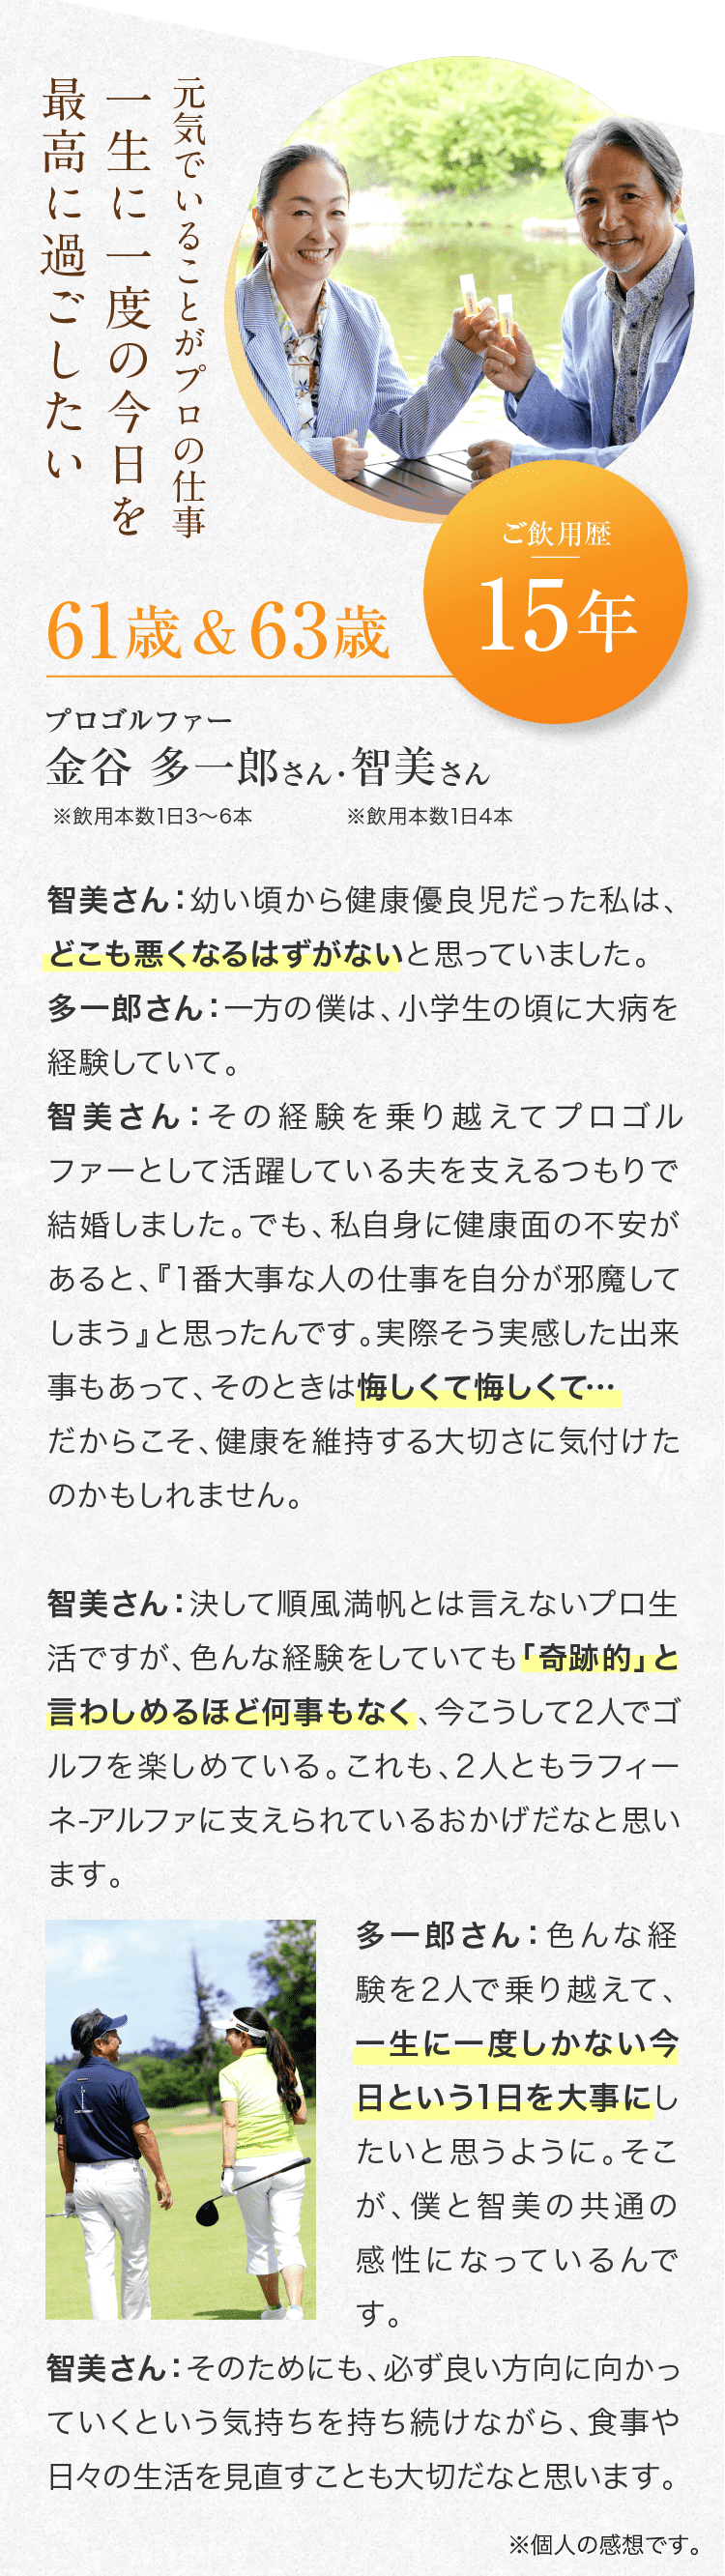 元気でいることがプロの仕事
一生に一度の今日を
最高に過ごしたい
ご飲用歴
15年
61歳&63歳
プロゴルファー
金谷 多一郎さん・智美さん
※飲用本数1日3〜6本
※飲用本数1日4本
智美さん：幼い頃から健康優良児だった私は、
どこも悪くなるはずがないと思っていました。
多一郎さん：一方の僕は、小学生の頃に大病を
経験していて。
智美さん：その経験を乗り越えてプロゴル
ファーとして活躍している夫を支えるつもりで
結婚しました。でも、私自身に健康面の不安が
あると、『1番大事な人の仕事を自分が邪魔して
しまう』と思ったんです。実際そう実感した出来
事もあって、そのときは悔しくて悔しくて…
だからこそ、健康を維持する大切さに気付けた
のかもしれません。
智美さん：決して順風満帆とは言えないプロ生
活ですが、色んな経験をしていても「奇跡的」と
言わしめるほど何事もなく、今こうして2人でゴ
ルフを楽しめている。これも、2人ともラフィー
ネ-アルファに支えられているおかげだなと思い
ます。
多一郎さん：色んな経
験を2人で乗り越えて、
一生に一度しかない今
日という1日を大事にし
たいと思うように。そこ
が、僕と智美の共通の
感性になっているんで
す。
智美さん：そのためにも、必ず良い方向に向かっ
ていくという気持ちを持ち続けながら、食事や
日々の生活を見直すことも大切だなと思います。
※個人の感想です。